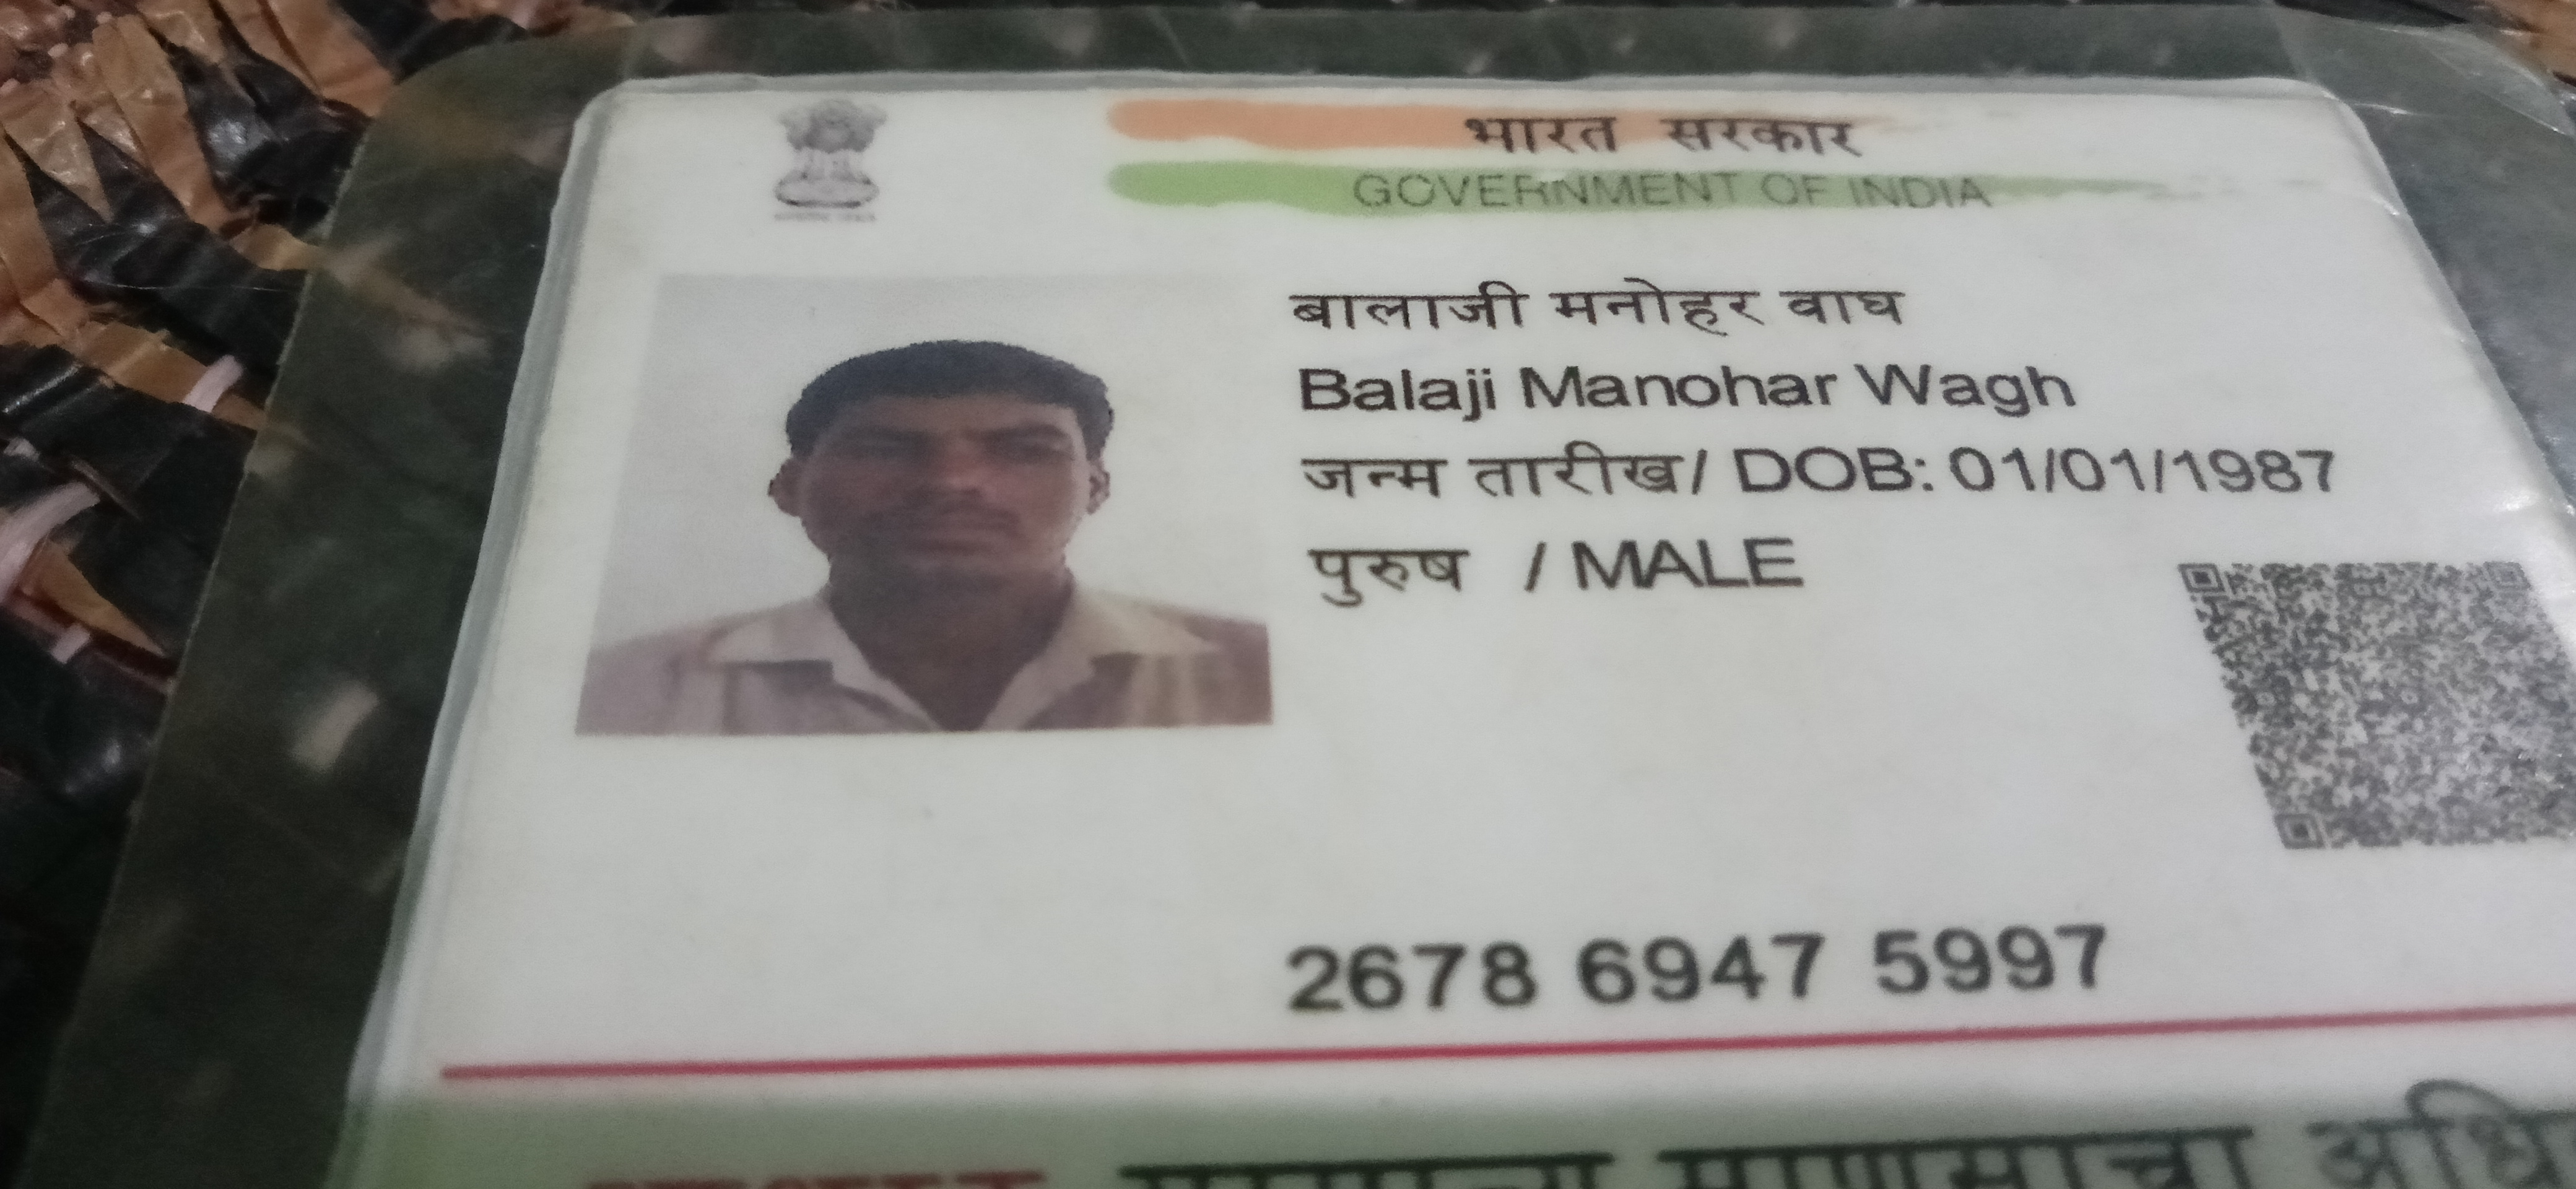 भारत सरकार
GOVERNMENT OF INDIA
बालाजी मनोहर वाघ
Balaji Manohar Wagh
जन्म तारीख/ DOB: 01/01/1987
पुरुष / MALE
2678 6947 5997
माणसाचा